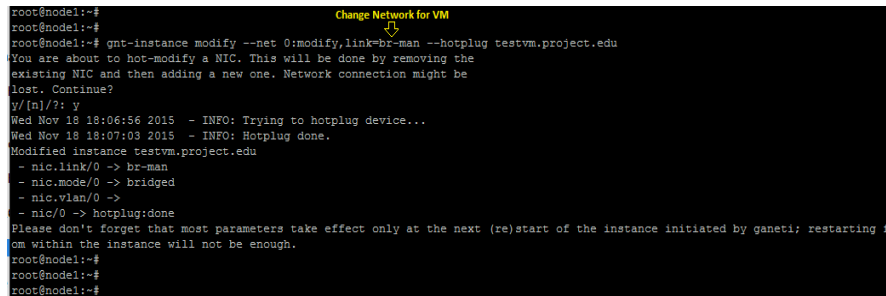 root@node1:~#
Change Network for VM
root@node1:~#
root@node1:~# gnt-instance modify --net 0:modify,link=br-man --hotplug testvm.project.edu
You are about to hot-modify a NIC. This will be done by removing the
existing NIC and then adding a new one. Network connection might be
lost. Continue?
y/[n]/?: y
Wed Nov 18 18:06:56 2015  - INFO: Trying to hotplug device...
Wed Nov 18 18:07:03 2015  - INFO: Hotplug done.
Modified instance testvm.project.edu
 - nic.link/0 -> br-man
 - nic.mode/0 -> bridged
 - nic.vlan/0 ->
 - nic/0 -> hotplug:done
Please don't forget that most parameters take effect only at the next (re)start of the instance initiated by ganeti; restarting
om within the instance will not be enough.
root@node1:~#
root@node1:~#
root@node1:~#